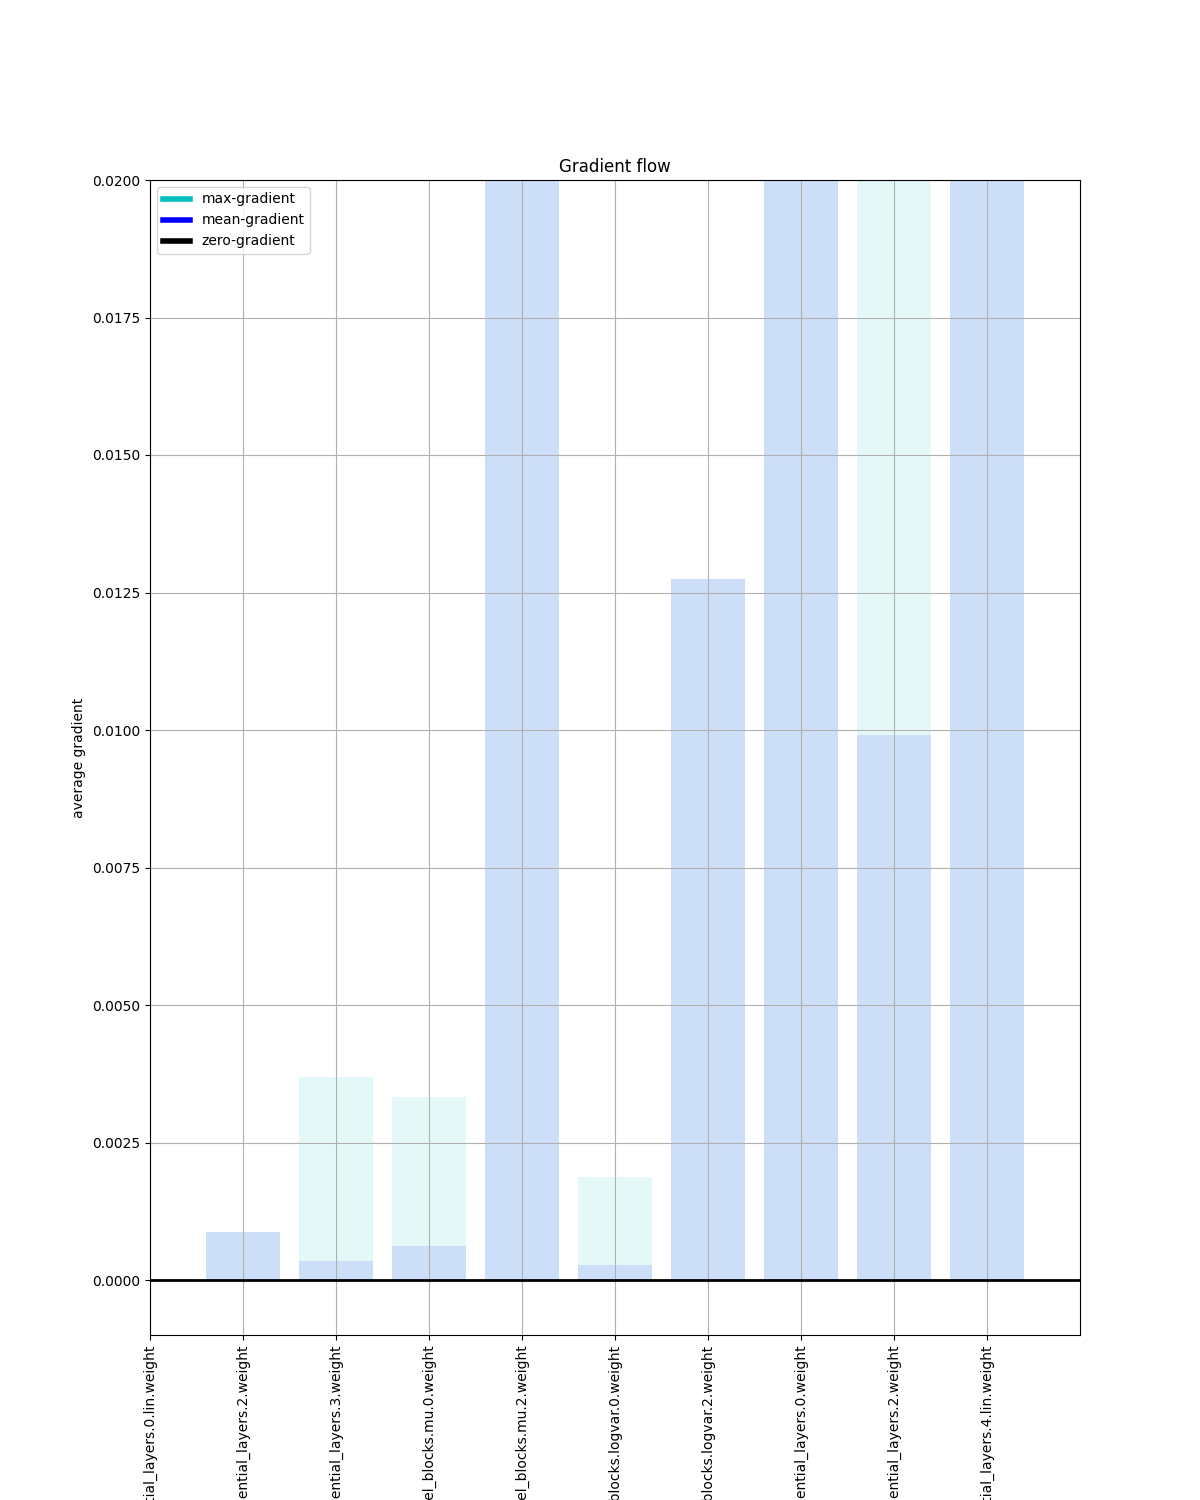 Gradient flow
max-gradient
mean-gradient
zero-gradient
0.0200
0.0175
0.0150
0.0125
0.0100
0.0075
0.0050
0.0025
0.0000
average gradient
tial_layers.0.lin.weight
ential_layers.2.weight
ential_layers.3.weight
el_blocks.mu.0.weight
el_blocks.mu.2.weight
blocks.logvar.0.weight
blocks.logvar.2.weight
ential_layers.0.weight
ential_layers.2.weight
tial_layers.4.lin.weight